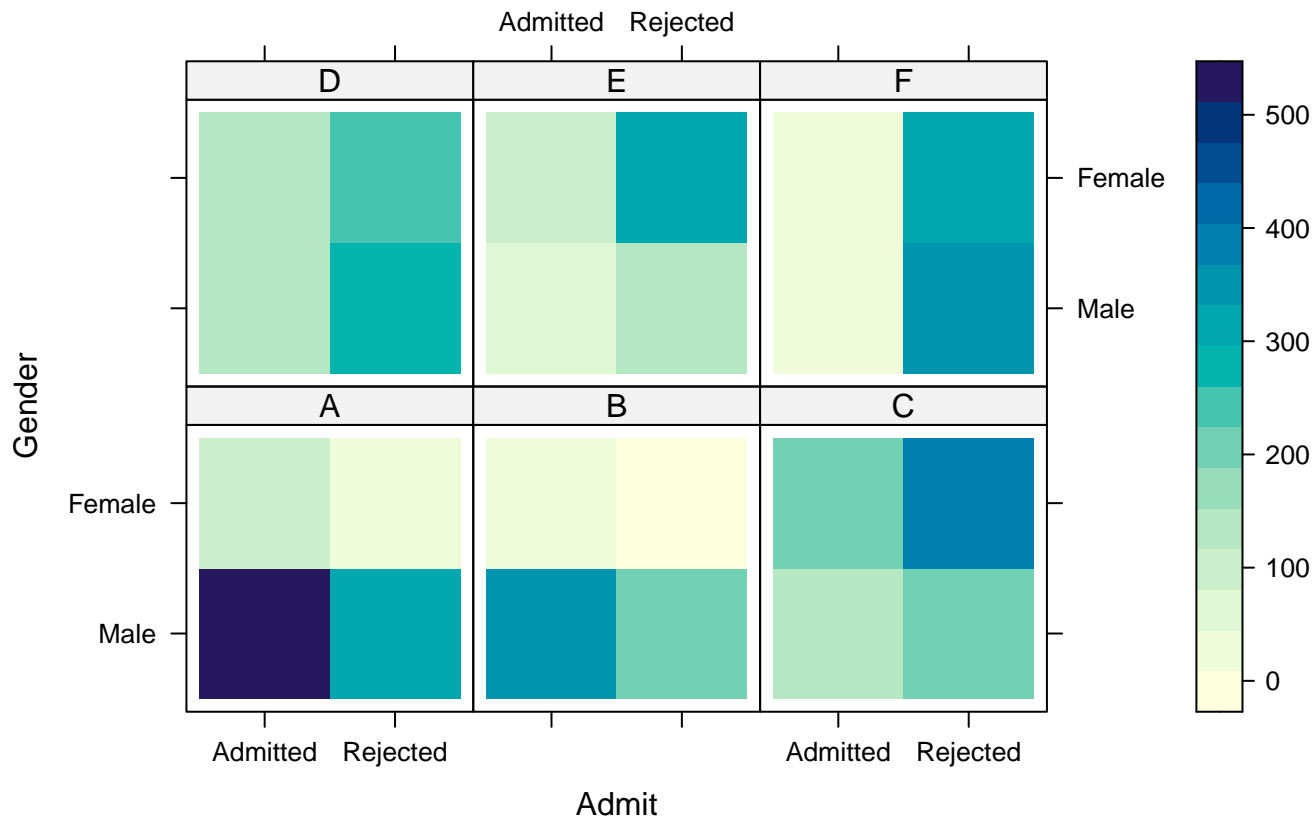 Admitted Rejected
D E F
500
Female
400
Male
300
Gender
A B C
200
Female
100
Male
0
Admitted Rejected Admitted Rejected
Admit